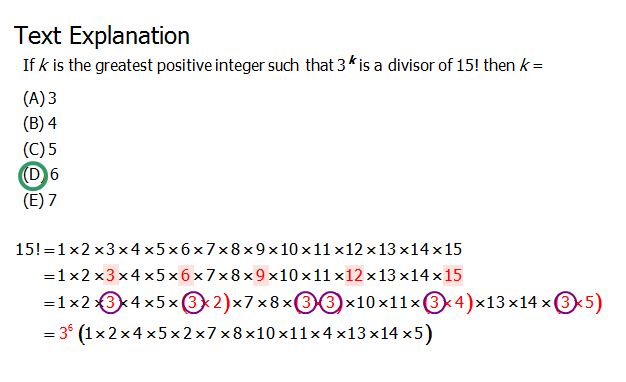 Text Explanation
If k is the greatest positive integer such that 3ᵏ is a divisor of 15! then k =
(A) 3
(B) 4
(C) 5
(D) 6
(E) 7
15! = 1 × 2 × 3 × 4 × 5 × 6 × 7 × 8 × 9 × 10 × 11 × 12 × 13 × 14 × 15
= 1 × 2 × 3 × 4 × 5 × 6 × 7 × 8 × 9 × 10 × 11 × 12 × 13 × 14 × 15
= 1 × 2 × 3 × 4 × 5 × (3 × 2) × 7 × 8 × (3)(3) × 10 × 11 × (3 × 4) × 13 × 14 × (3 × 5)
= 3⁶ (1 × 2 × 4 × 5 × 2 × 7 × 8 × 10 × 11 × 4 × 13 × 14 × 5)